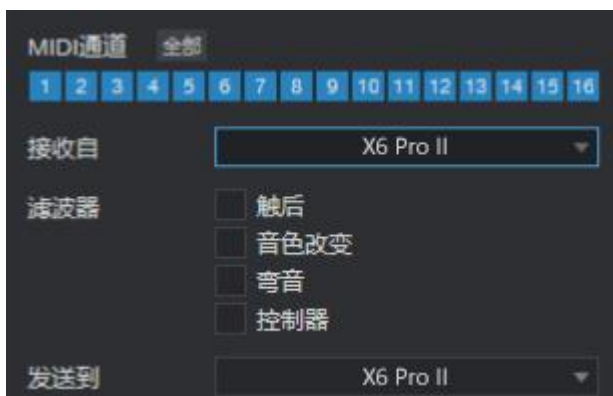 MIDI通道 全部
1 2 3 4 5 6 7 8 9 10 11 12 13 14 15 16
接收自 X6 Pro II
滤波器 触后
音色改变
弯音
控制器
发送到 X6 Pro II